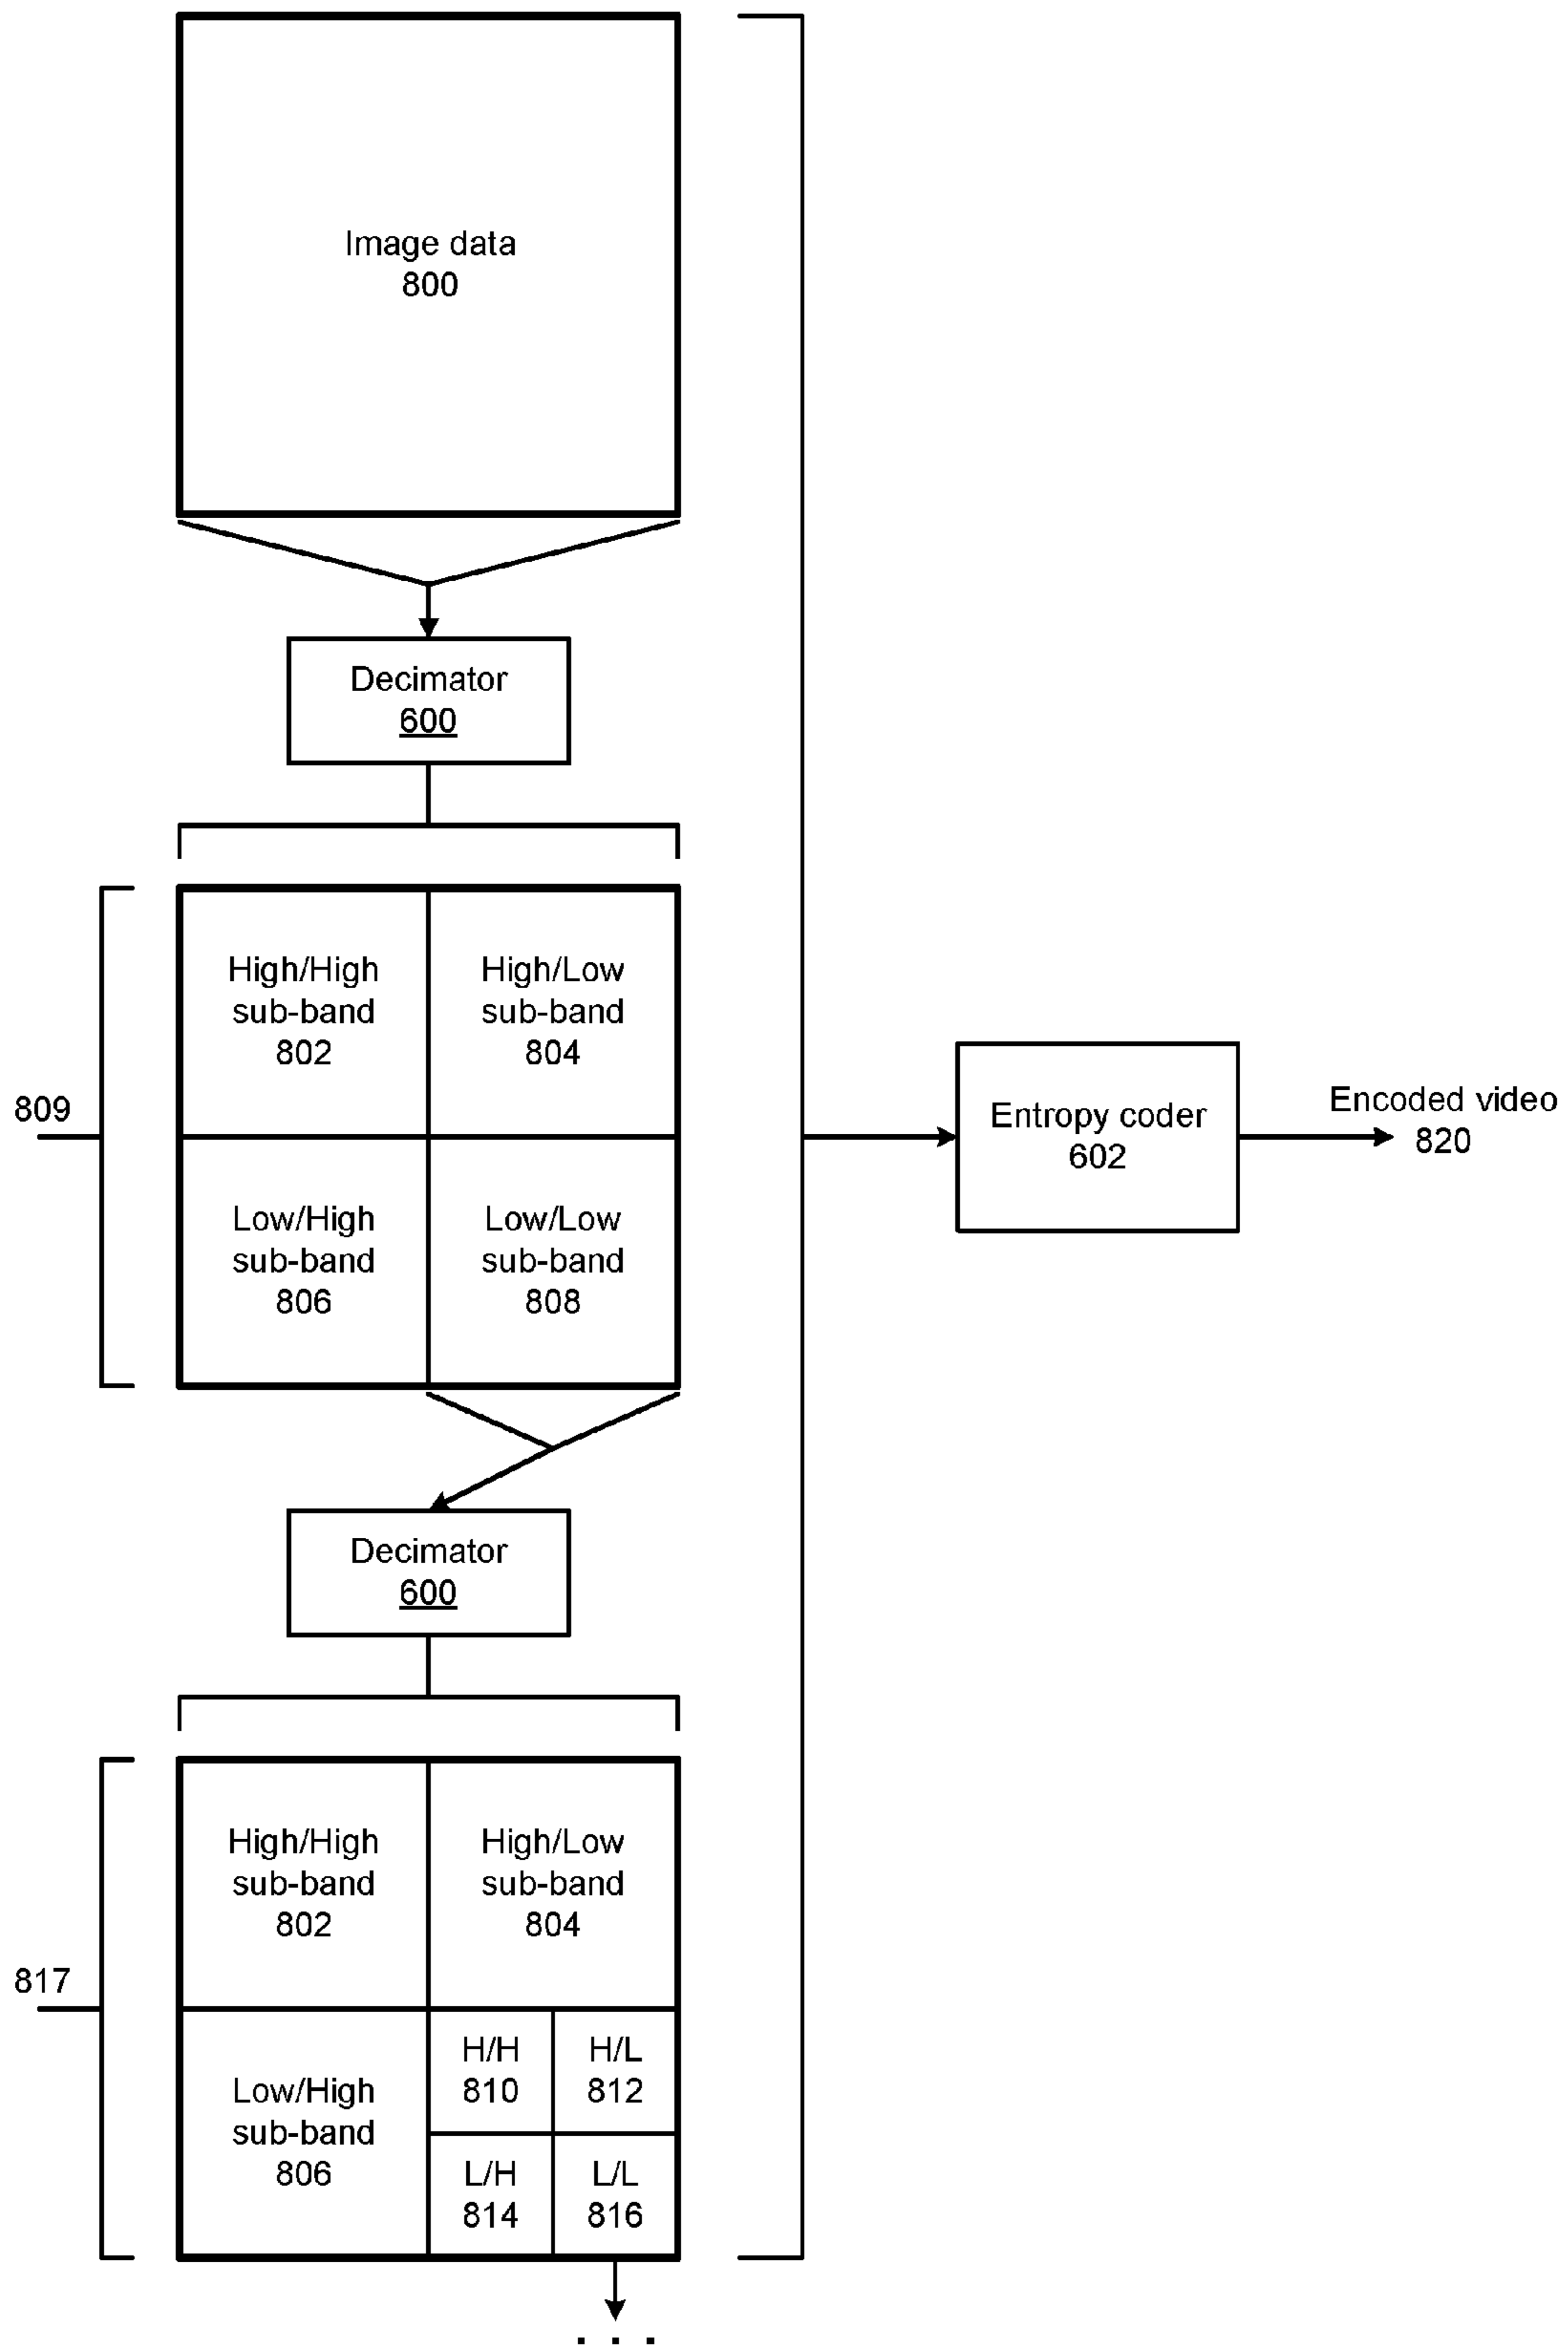 Image data
800
Decimator
600
High/High
sub-band
802
High/Low
sub-band
804
809
Low/High
sub-band
806
Low/Low
sub-band
808
Entropy coder
602
Encoded video
820
Decimator
600
High/High
sub-band
802
High/Low
sub-band
804
817
Low/High
sub-band
806
H/H
810
H/L
812
L/H
814
L/L
816
. . .